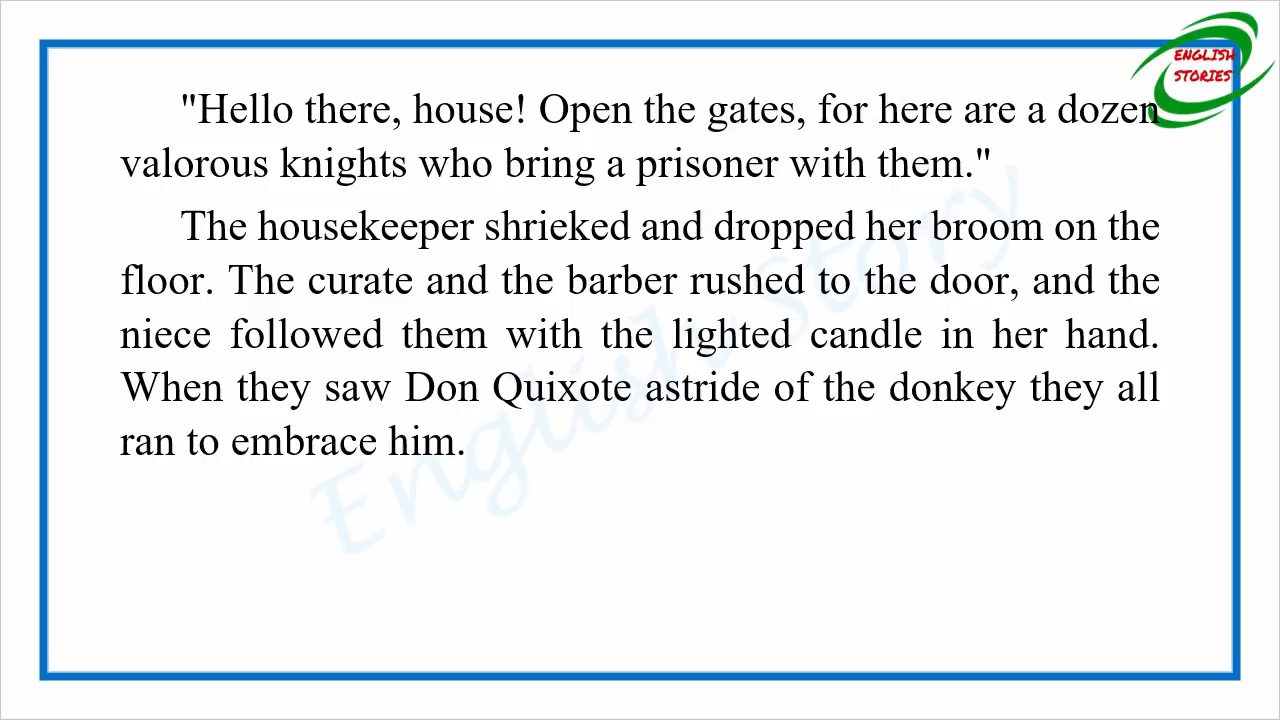 ENGLISH
STORIES
"Hello there, house! Open the gates, for here are a dozen
valorous knights who bring a prisoner with them."
The housekeeper shrieked and dropped her broom on the
floor. The curate and the barber rushed to the door, and the
niece followed them with the lighted candle in her hand.
When they saw Don Quixote astride of the donkey they all
ran to embrace him.
English Story